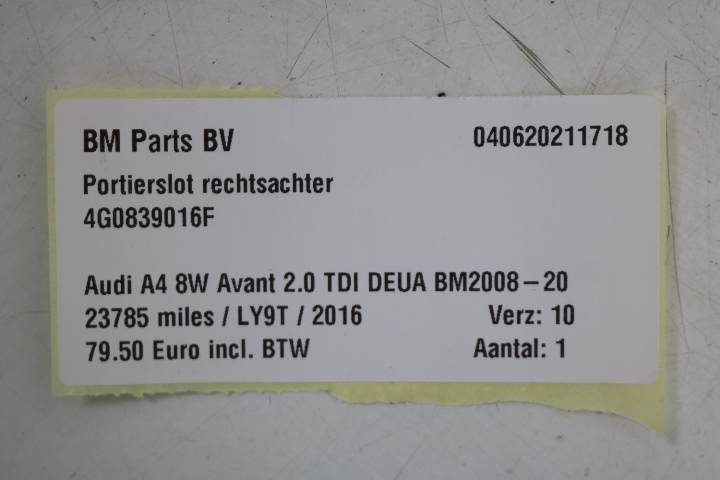 BM Parts BV 040620211718
Portierslot rechtsachter
4G0839016F
Audi A4 8W Avant 2.0 TDI DEUA BM2008-20
23785 miles / LY9T / 2016 Verz: 10
79.50 Euro incl. BTW Aantal: 1